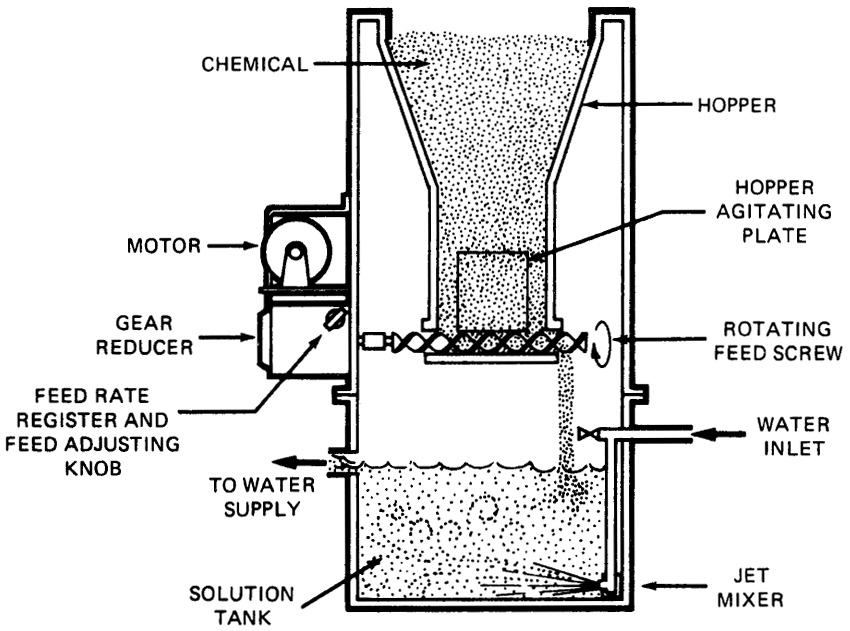 CHEMICAL
HOPPER
HOPPER
AGITATING
PLATE
MOTOR
GEAR
REDUCER
ROTATING
FEED SCREW
FEED RATE
REGISTER AND
FEED ADJUSTING
KNOB
WATER
INLET
TO WATER
SUPPLY
SOLUTION
TANK
JET
MIXER